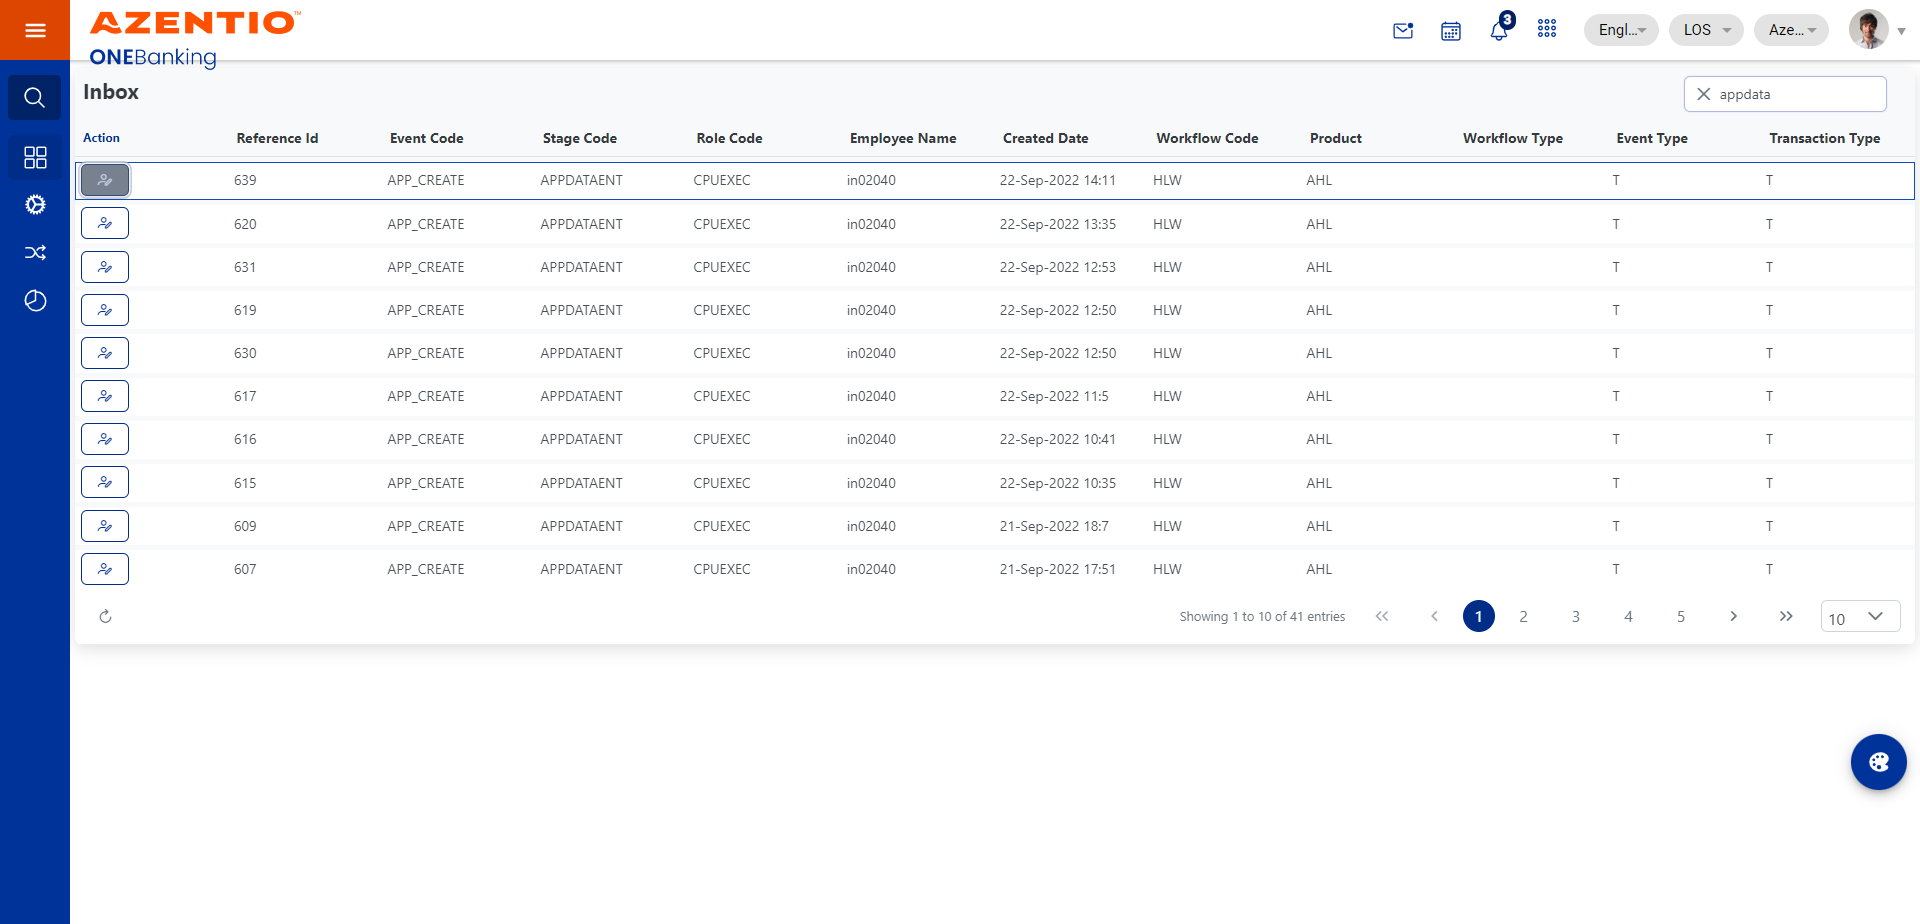 AZENTIO™
ONEBanking
3
Engl...
LOS
Aze...
Inbox
appdata
Action Reference Id Event Code Stage Code Role Code Employee Name Created Date Workflow Code Product Workflow Type Event Type Transaction Type
639 APP_CREATE APPDATAENT CPUEXEC in02040 22-Sep-2022 14:11 HLW AHL T T
620 APP_CREATE APPDATAENT CPUEXEC in02040 22-Sep-2022 13:35 HLW AHL T T
631 APP_CREATE APPDATAENT CPUEXEC in02040 22-Sep-2022 12:53 HLW AHL T T
619 APP_CREATE APPDATAENT CPUEXEC in02040 22-Sep-2022 12:50 HLW AHL T T
630 APP_CREATE APPDATAENT CPUEXEC in02040 22-Sep-2022 12:50 HLW AHL T T
617 APP_CREATE APPDATAENT CPUEXEC in02040 22-Sep-2022 11:5 HLW AHL T T
616 APP_CREATE APPDATAENT CPUEXEC in02040 22-Sep-2022 10:41 HLW AHL T T
615 APP_CREATE APPDATAENT CPUEXEC in02040 22-Sep-2022 10:35 HLW AHL T T
609 APP_CREATE APPDATAENT CPUEXEC in02040 21-Sep-2022 18:7 HLW AHL T T
607 APP_CREATE APPDATAENT CPUEXEC in02040 21-Sep-2022 17:51 HLW AHL T T
Showing 1 to 10 of 41 entries 1 2 3 4 5 10